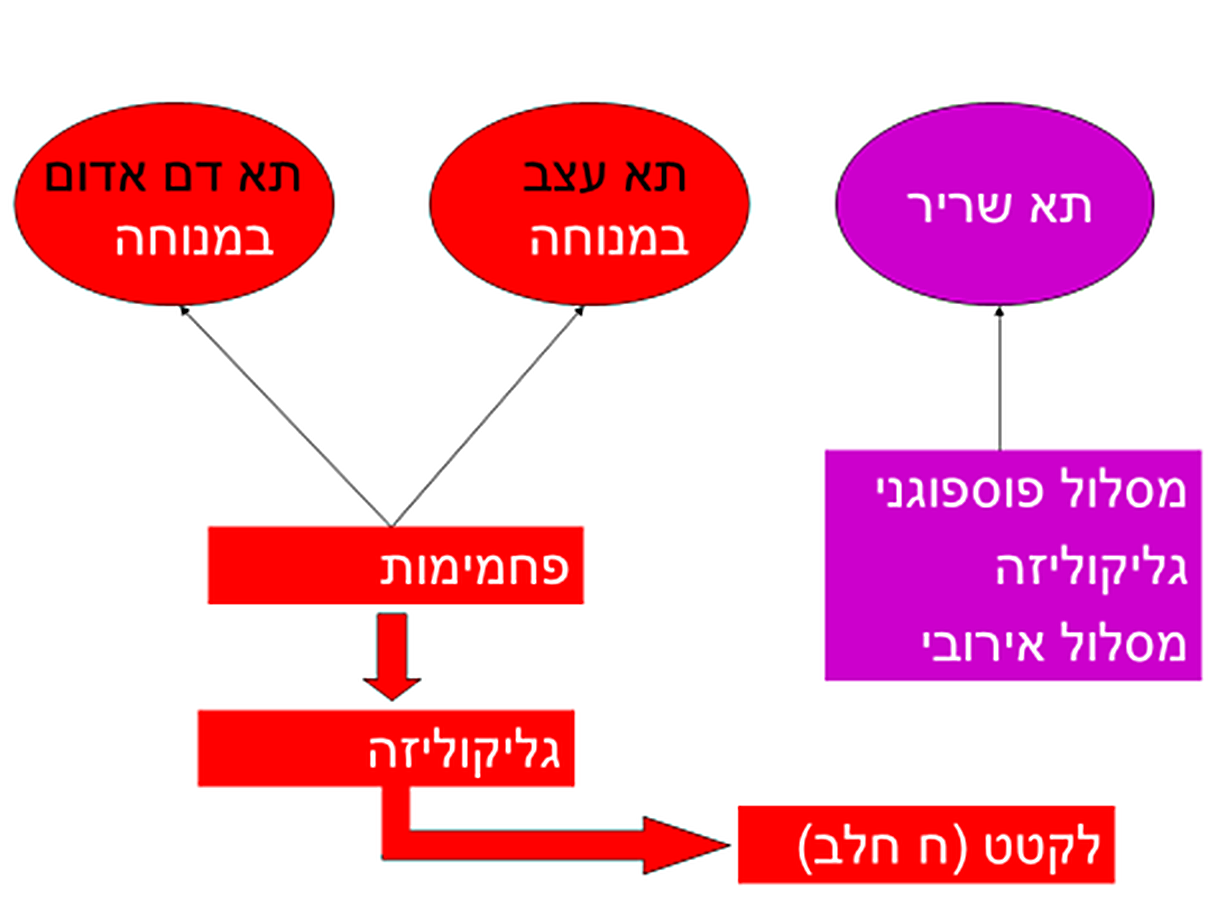 תא שריר
תא עצב
במנוחה
תא דם אדום
במנוחה
מסלול פוספוגני
גליקוליזה
מסלול אירובי
פחמימות
גליקוליזה
לקטט (ח חלב)